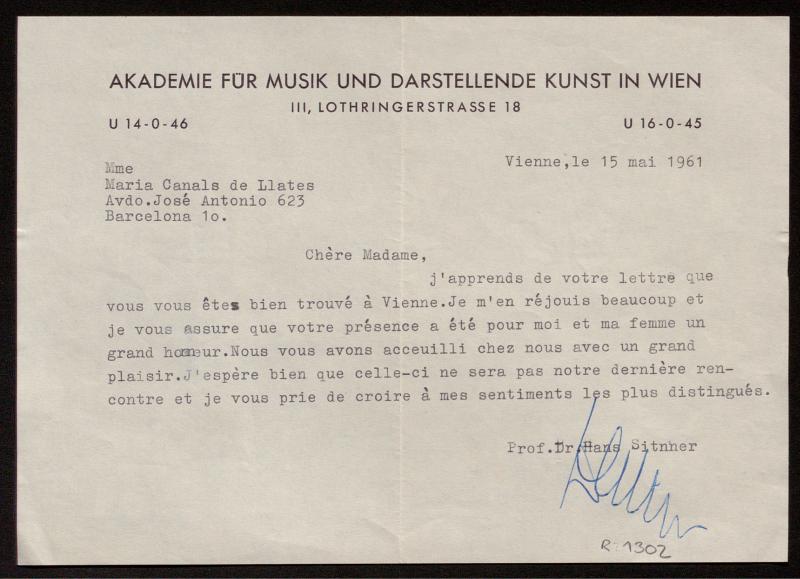 AKADEMIE FÜR MUSIK UND DARSTELLENDE KUNST IN WIEN
III, LOTHRINGERSTRASSE 18
U 14-0-46 U 16-0-45
Vienne,le 15 mai 1961
Mme
Maria Canals de Llates
Avdo.José Antonio 623
Barcelona 1o.
Chère Madame,
j'apprends de votre lettre que
vous vous êtes bien trouvé à Vienne.Je m'en réjouis beaucoup et
je vous assure que votre présence a été pour moi et ma femme un
grand honneur.Nous vous avons acceuilli chez nous avec un grand
plaisir.J'espère bien que celle-ci ne sera pas notre dernière ren-
contre et je vous prie de croire à mes sentiments les plus distingués.
Prof.Dr.Hans Sitnher
R. 1302